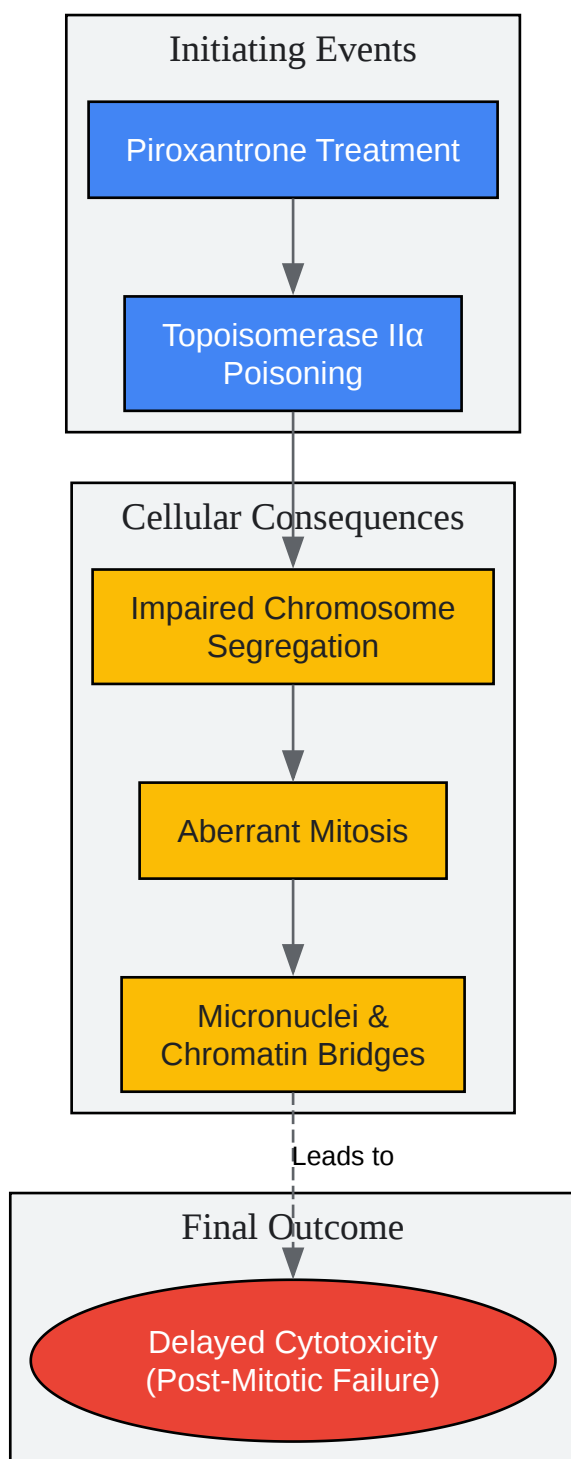 Initiating Events
Piroxantrone Treatment
Topoisomerase IIα
Poisoning
Cellular Consequences
Impaired Chromosome
Segregation
Aberrant Mitosis
Micronuclei &
Chromatin Bridges
Leads to
Final Outcome
Delayed Cytotoxicity
(Post-Mitotic Failure)